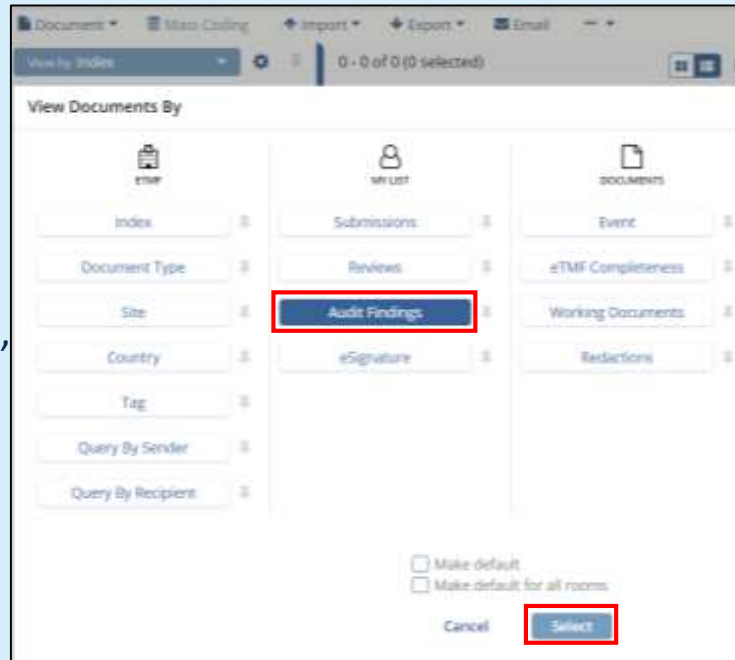 Document Mass Coding Import Export Email
View by: Index 0 - 0 of 0 (0 selected)
View Documents By
ETMF MY LIST DOCUMENTS
Index Submissions Event
Document Type Reviews eTMF Completeness
Site Audit Findings Working Documents
,
Country eSignature Redactions
Tag
Query By Sender
Query By Recipient
Make default
Make default for all rooms
Cancel Select